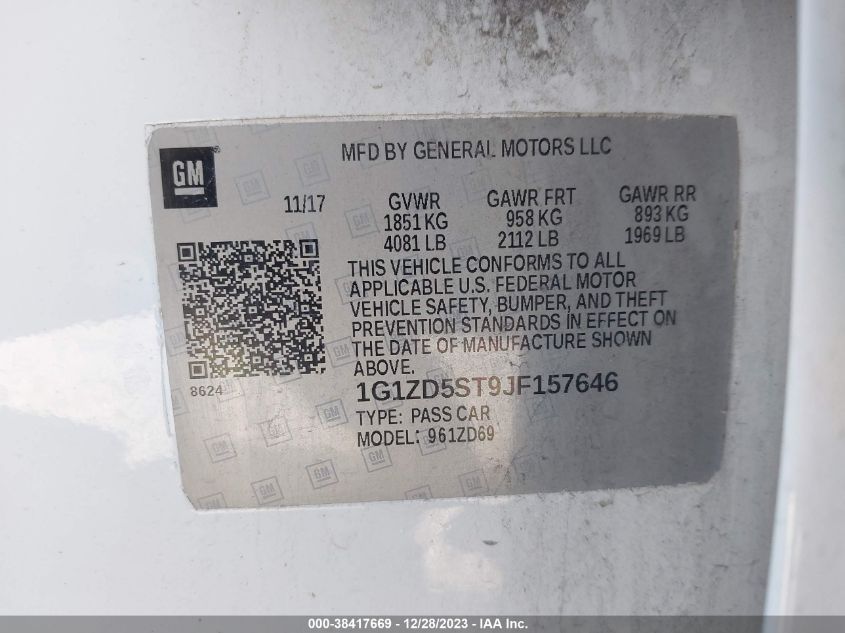 GM
MFD BY GENERAL MOTORS LLC
11/17 GVWR GAWR FRT GAWR RR
1851 KG 958 KG 893 KG
4081 LB 2112 LB 1969 LB
THIS VEHICLE CONFORMS TO ALL
APPLICABLE U.S. FEDERAL MOTOR
VEHICLE SAFETY, BUMPER, AND THEFT
PREVENTION STANDARDS IN EFFECT ON
THE DATE OF MANUFACTURE SHOWN
ABOVE.
8624
1G1ZD5ST9JF157646
TYPE: PASS CAR
MODEL: 961ZD69
000-38417669 - 12/28/2023 - IAA Inc.